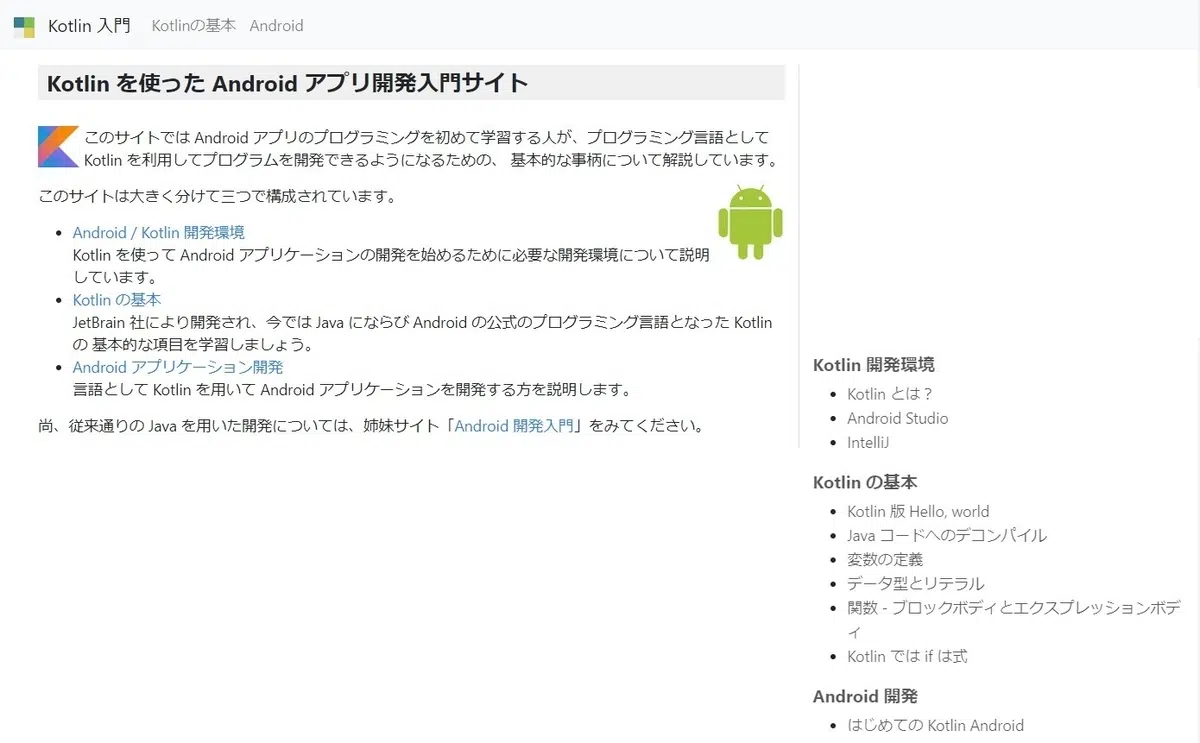 Kotlin 入門 Kotlinの基本 Android
Kotlin を使った Android アプリ開発入門サイト
このサイトでは Android アプリのプログラミングを初めて学習する人が、プログラミング言語として
Kotlin を利用してプログラムを開発できるようになるための、 基本的な事柄について解説しています。
このサイトは大きく分けて三つで構成されています。
Android / Kotlin 開発環境
Kotlin を使って Android アプリケーションの開発を始めるために必要な開発環境について説明
しています。
Kotlin の基本
JetBrain 社により開発され、今では Java にならび Android の公式のプログラミング言語となった Kotlin
の 基本的な項目を学習しましょう。
Android アプリケーション開発
言語として Kotlin を用いて Android アプリケーションを開発する方を説明します。
尚、従来通りの Java を用いた開発については、姉妹サイト「Android 開発入門」をみてください。
Kotlin 開発環境
Kotlin とは？
Android Studio
IntelliJ
Kotlin の基本
Kotlin 版 Hello, world
Java コードへのデコンパイル
変数の定義
データ型とリテラル
関数 - ブロックボディとエクスプレッションボデ
ィ
Kotlin では if は式
Android 開発
はじめての Kotlin Android